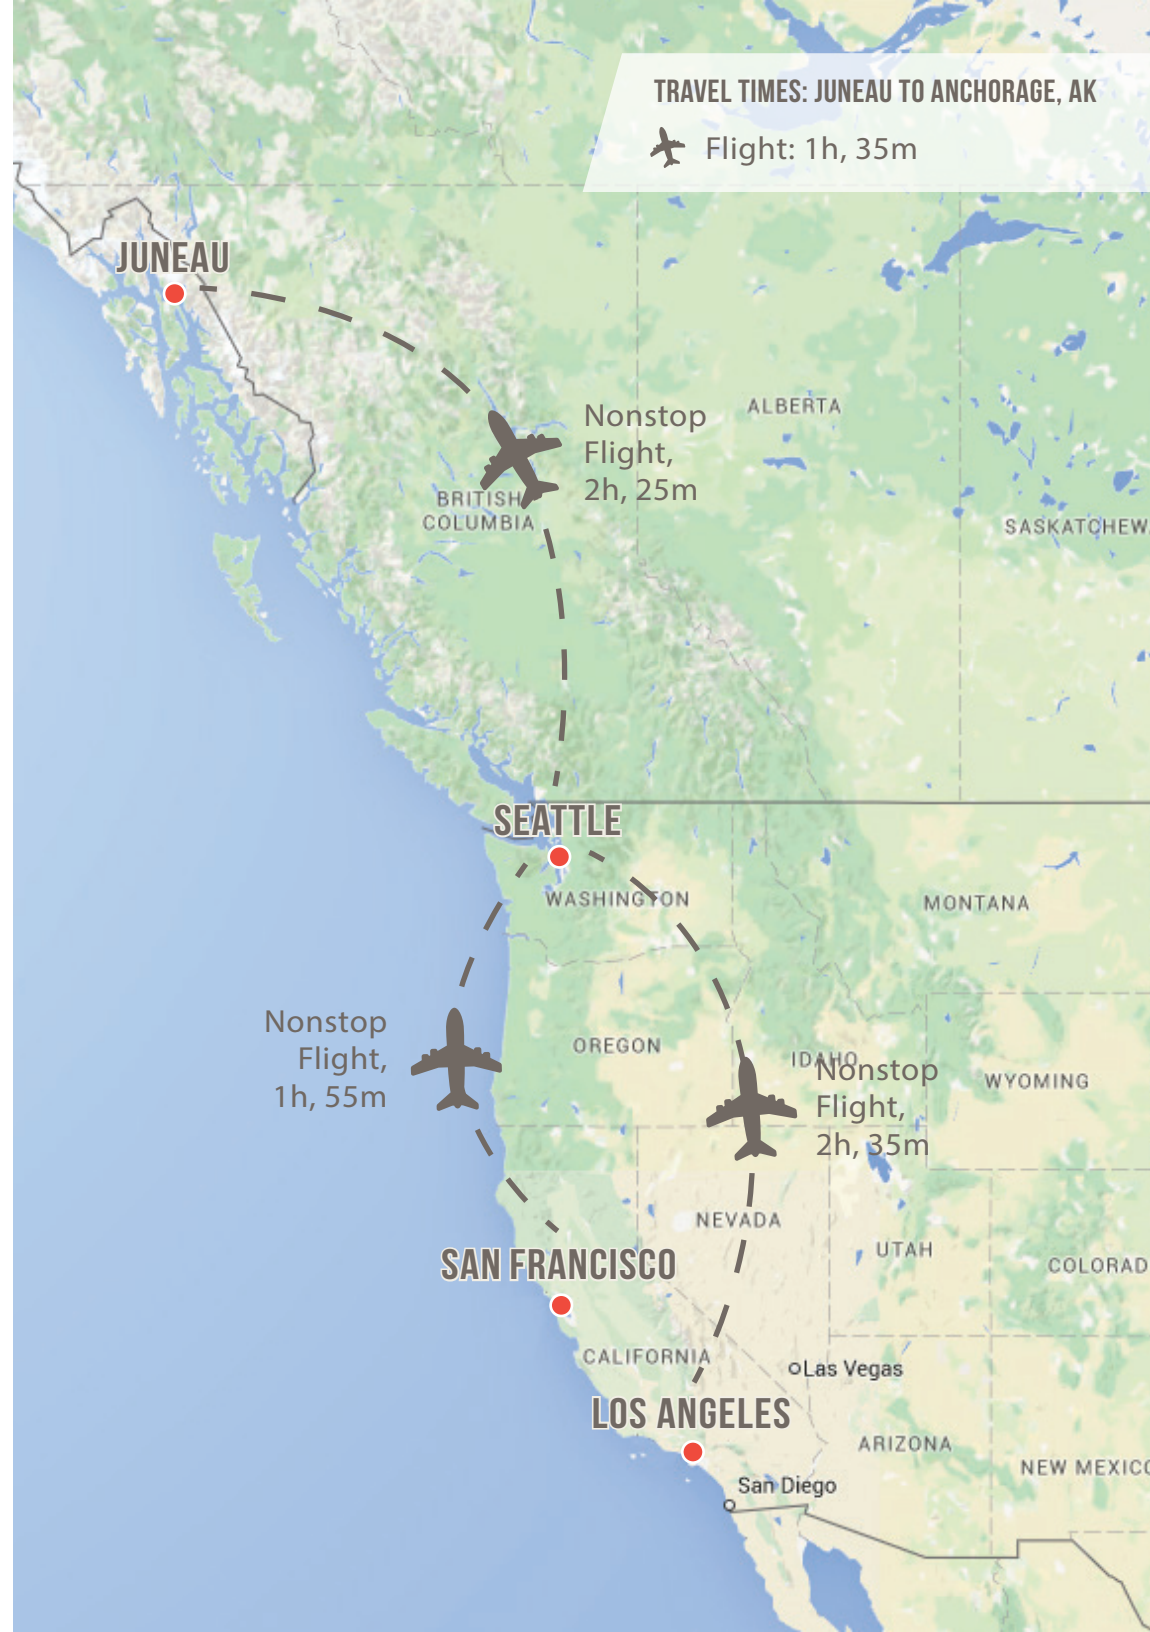 TRAVEL TIMES: JUNEAU TO ANCHORAGE, AK
Flight: 1h, 35m
JUNEAU
Nonstop
Flight,
2h, 25m
ALBERTA
BRITISH
COLUMBIA
SASKATCHEW
SEATTLE
WASHINGTON
MONTANA
Nonstop
Flight,
1h, 55m
OREGON
IDAHO
Nonstop
Flight,
2h, 35m
WYOMING
NEVADA
UTAH
COLORAD
SAN FRANCISCO
CALIFORNIA
Las Vegas
LOS ANGELES
ARIZONA
NEW MEXICO
San Diego